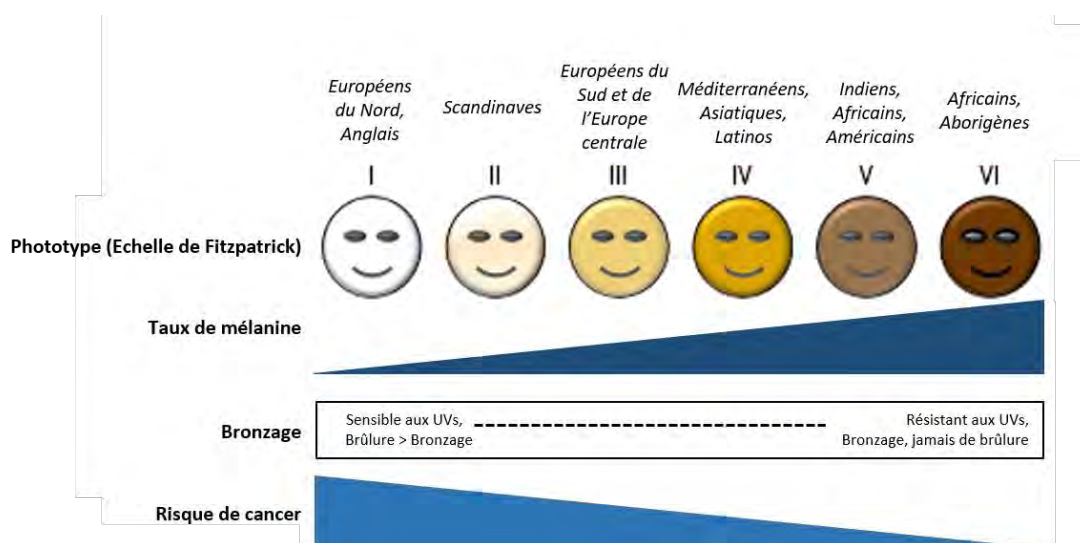 Européens
du Nord,
Anglais
Scandinaves
Européens du
Sud et de
l'Europe
centrale
Méditerranéens,
Asiatiques,
Latinos
Indiens,
Africains,
Américains
Africains,
Aborigènes
I II III IV V VI
Phototype (Echelle de Fitzpatrick)
Taux de mélanine
Bronzage
Sensible aux UVs,
Brûlure > Bronzage
Résistant aux UVs,
Bronzage, jamais de brûlure
Risque de cancer